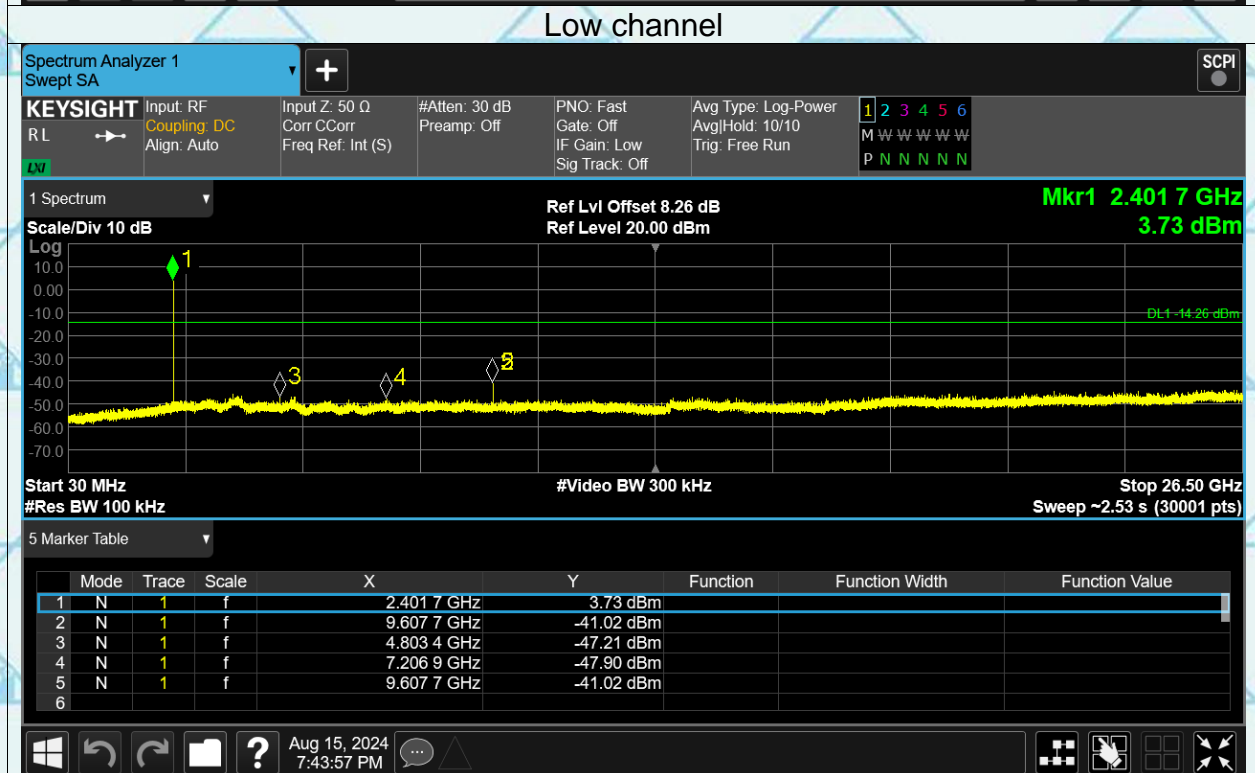 Low channel
Spectrum Analyzer 1
Swept SA
+
SCPI
KEYSIGHT Input: RF Input Z: 50 Ω #Atten: 30 dB PNO: Fast Avg Type: Log-Power 1 2 3 4 5 6
RL Coupling: DC Corr CCorr Preamp: Off Gate: Off Avg|Hold: 10/10 M W W W W W
Align: Auto Freq Ref: Int (S) IF Gain: Low Trig: Free Run P N N N N N
LXI Sig Track: Off
1 Spectrum Ref Lvl Offset 8.26 dB Mkr1 2.401 7 GHz
Scale/Div 10 dB Ref Level 20.00 dBm 3.73 dBm
Log
1
10.0
0.00
-10.0 DL1 -14.26 dBm
-20.0
-30.0
3 4
-40.0
-50.0
-60.0
-70.0
Start 30 MHz #Video BW 300 kHz Stop 26.50 GHz
#Res BW 100 kHz Sweep ~2.53 s (30001 pts)
5 Marker Table
Mode Trace Scale X Y Function Function Width Function Value
1 N 1 f 2.401 7 GHz 3.73 dBm
2 N 1 f 9.607 7 GHz -41.02 dBm
3 N 1 f 4.803 4 GHz -47.21 dBm
4 N 1 f 7.206 9 GHz -47.90 dBm
5 N 1 f 9.607 7 GHz -41.02 dBm
6
? Aug 15, 2024
7:43:57 PM